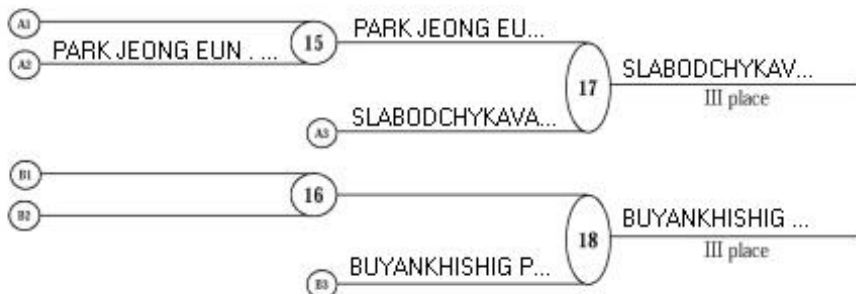 A1
15
PARK JEONG EU...
A2
PARK JEONG EUN . ...
17
SLABODCHYKAV...
III place
A3
SLABODCHYKAVA...
B1
16
B2
18
BUYANKHISHIG ...
III place
B3
BUYANKHISHIG P...